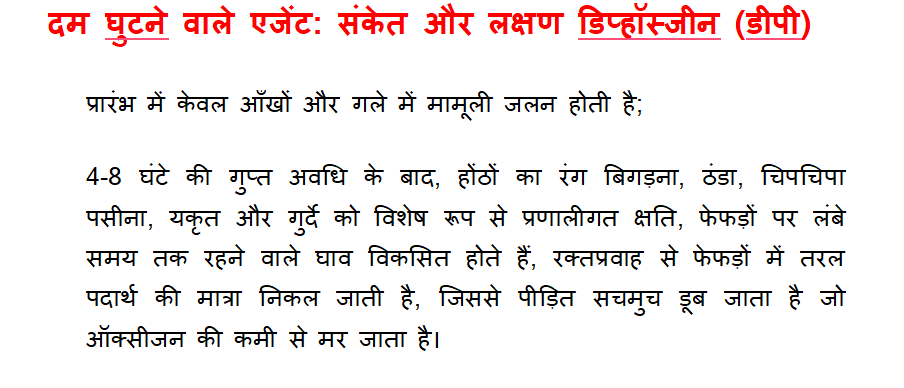 दम घुटने वाले एजेंट: संकेत और लक्षण डिप्हॉस्जीन (डीपी)
प्रारंभ में केवल आँखों और गले में मामूली जलन होती है;
4-8 घंटे की गुप्त अवधि के बाद, होंठों का रंग बिगड़ना, ठंडा, चिपचिपा
पसीना, यकृत और गुर्दे को विशेष रूप से प्रणालीगत क्षति, फेफड़ों पर लंबे
समय तक रहने वाले घाव विकसित होते हैं, रक्तप्रवाह से फेफड़ों में तरल
पदार्थ की मात्रा निकल जाती है, जिससे पीड़ित सचमुच डूब जाता है जो
ऑक्सीजन की कमी से मर जाता है।